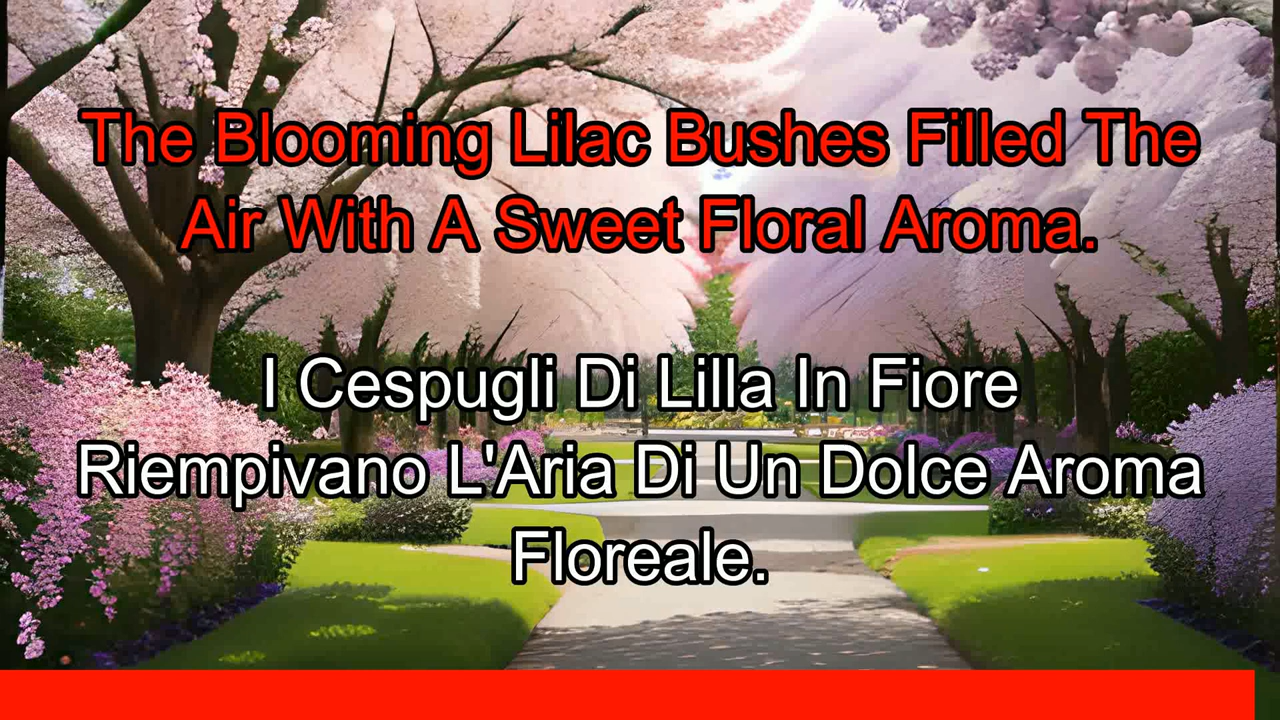 The Blooming Lilac Bushes Filled The
Air With A Sweet Floral Aroma.
I Cespugli Di Lilla In Fiore
Riempivano L'Aria Di Un Dolce Aroma
Floreale.